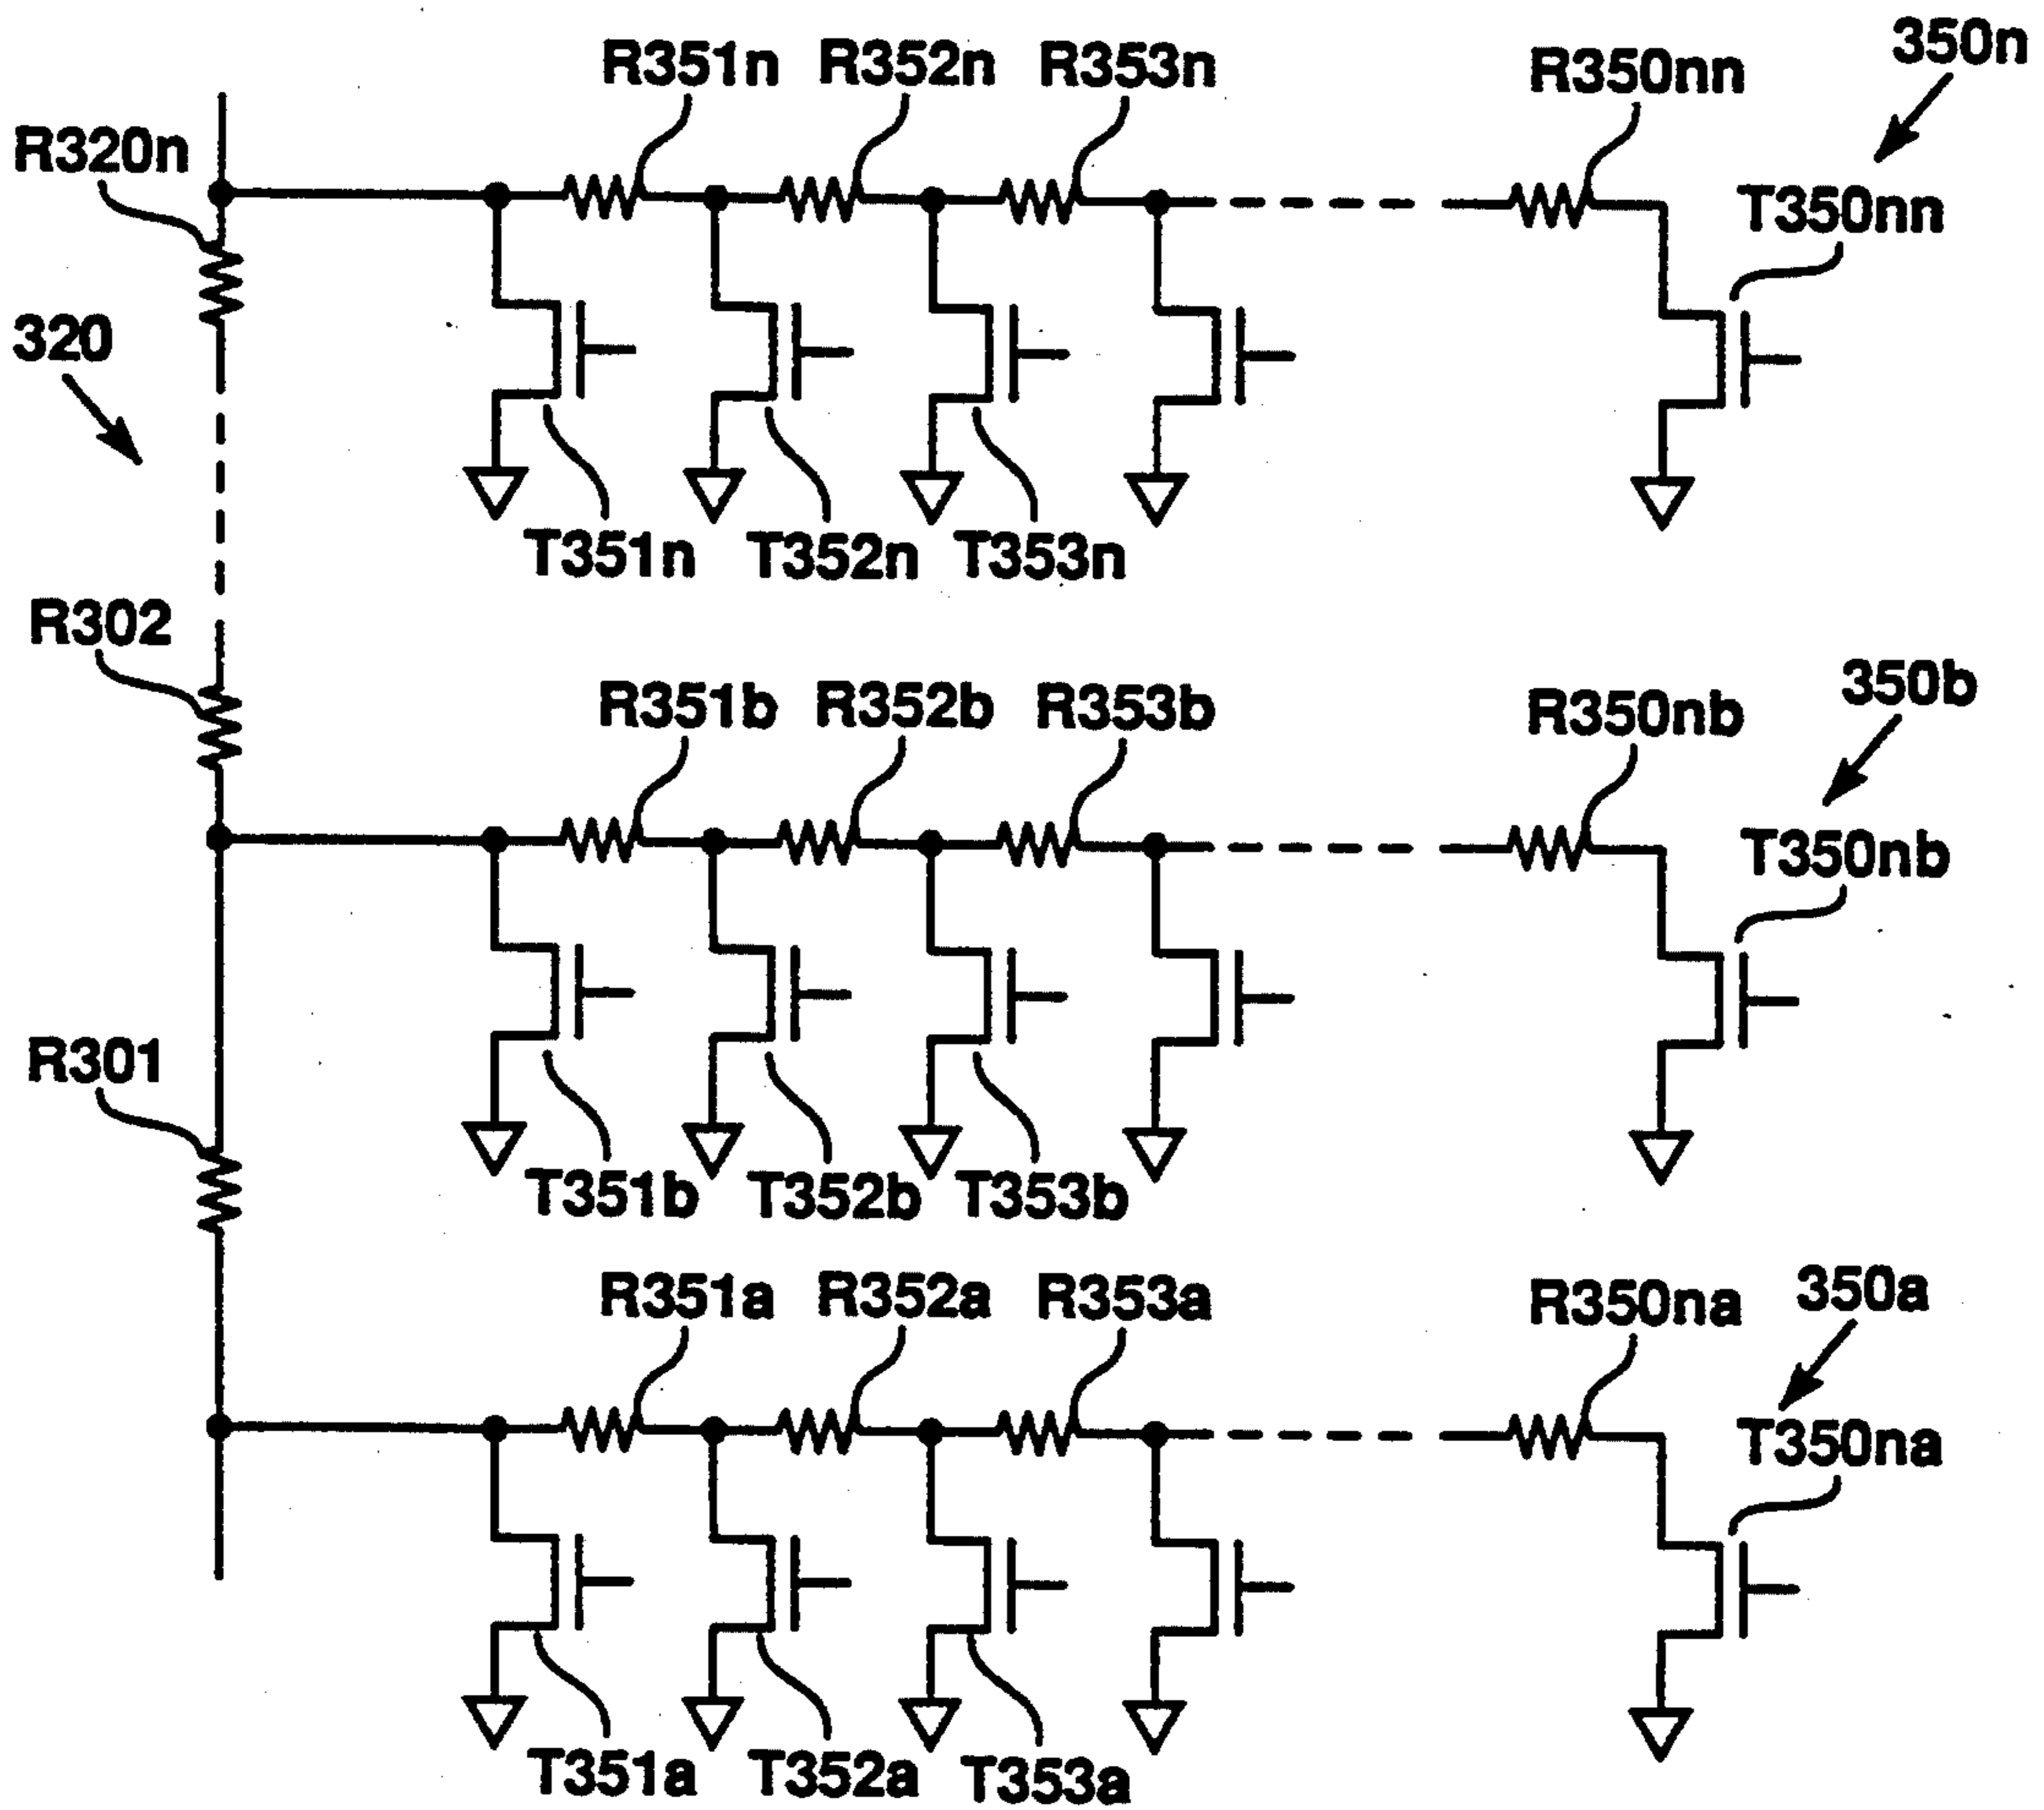 R351n R352n R353n R350nn 350n
R320n
T350nn
320
T351n T352n T353n
R302
R351b R352b R353b R350nb 350b
T350nb
R301
T351b T352b T353b
R351a R352a R353a R350na 350a
T350na
T351a T352a T353a